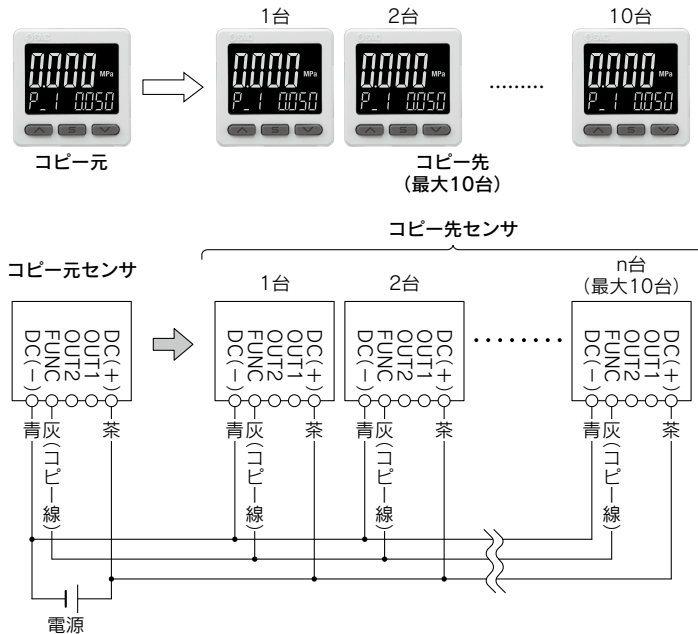 1台
2台
10台
SMC
0.000 MPa
P_1 0.050
SMC
0.000 MPa
P_1 0.050
SMC
0.000 MPa
P_1 0.050
SMC
0.000 MPa
P_1 0.050
S
S
S
S
コピー元
コピー先
(最大10台)
コピー先センサ
コピー元センサ
1台
2台
n台
(最大10台)
DC(−)
FUNC
OUT2
OUT1
DC(+)
DC(−)
FUNC
OUT2
OUT1
DC(+)
DC(−)
FUNC
OUT2
OUT1
DC(+)
DC(−)
FUNC
OUT2
OUT1
DC(+)
青
灰(コピー線)
茶
青
灰(コピー線)
茶
青
灰(コピー線)
茶
青
灰(コピー線)
茶
電源